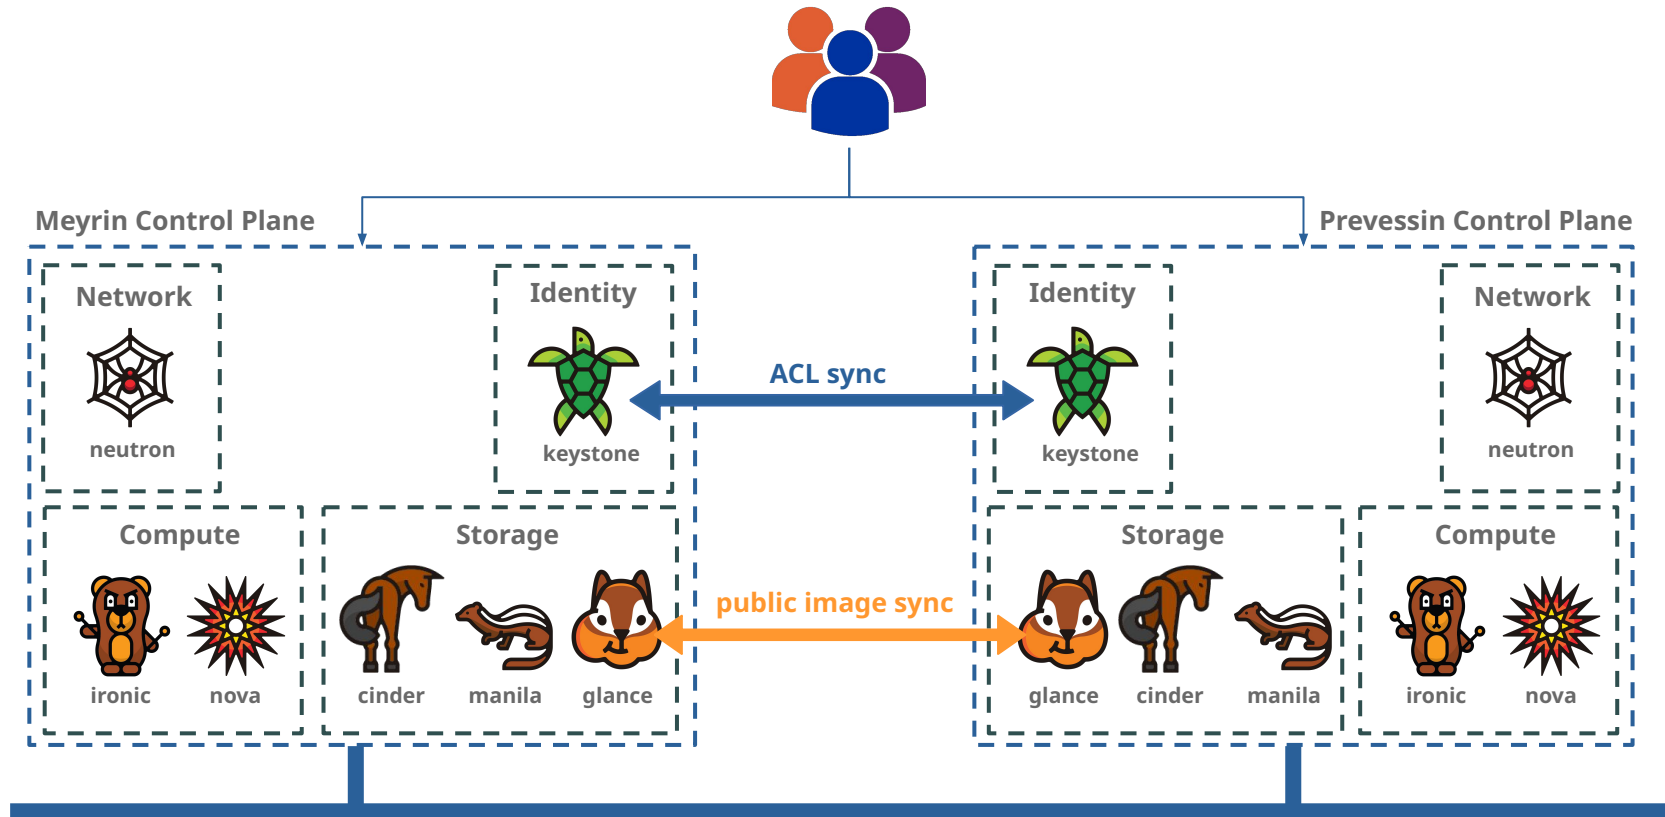 Meyrin Control Plane
Prevessin Control Plane
Network
neutron
Identity
keystone
ACL sync
Identity
keystone
Network
neutron
Compute
ironic
nova
Storage
cinder
manila
glance
public image sync
Storage
glance
cinder
manila
Compute
ironic
nova